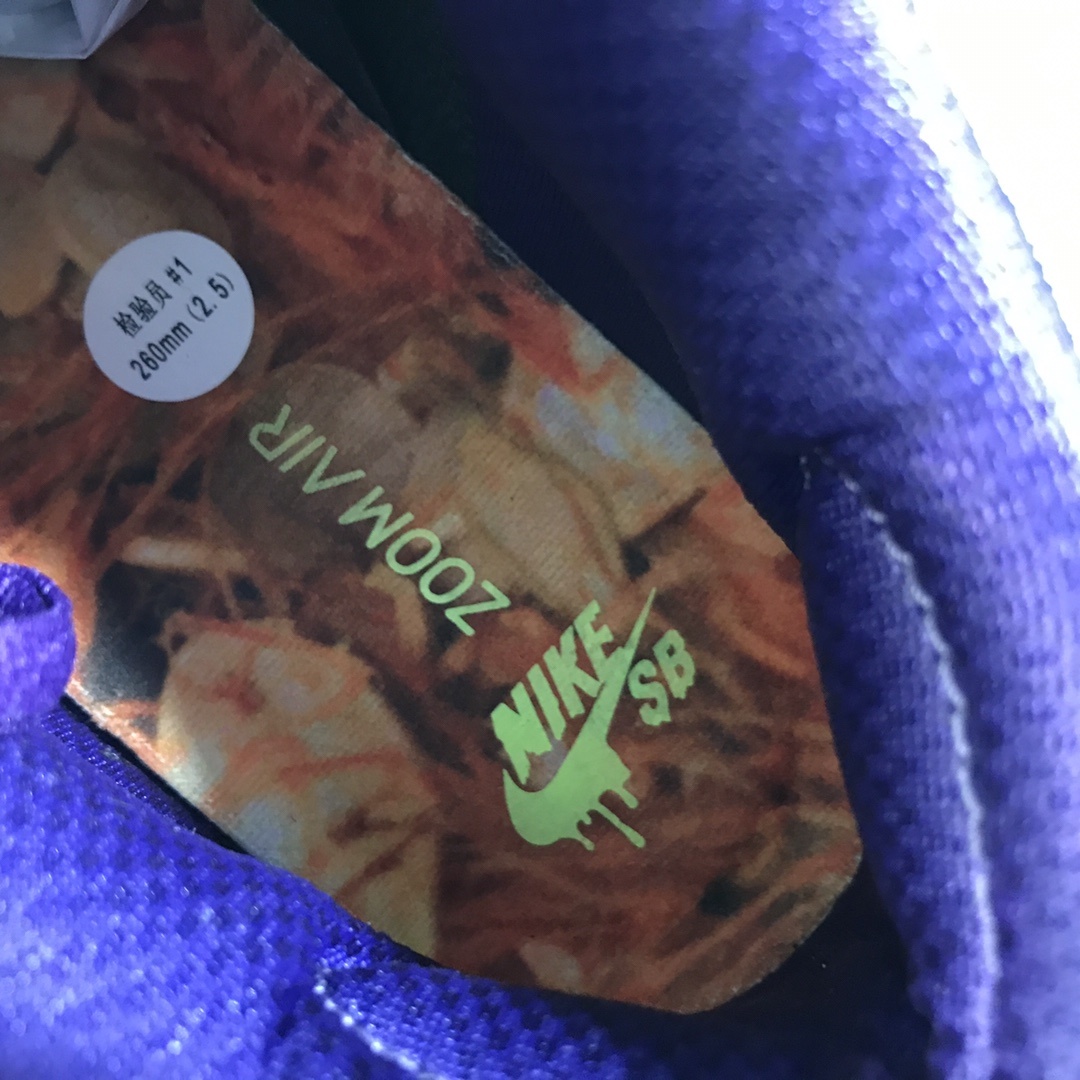 检验员 #1
260mm (2.5)
ZOOM AIR
NIKE
SB